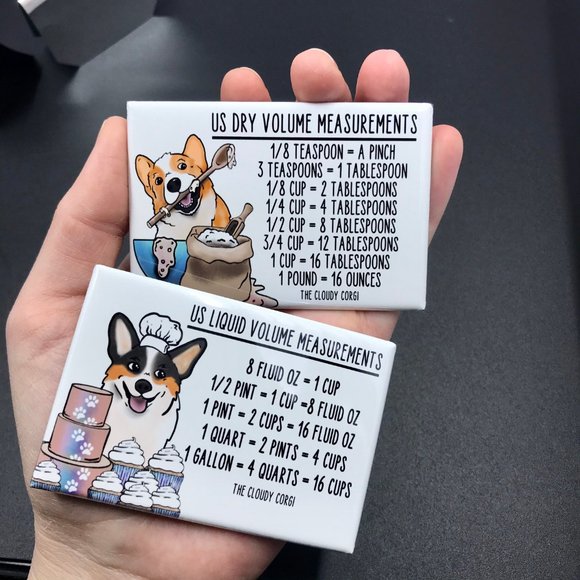 US DRY VOLUME MEASUREMENTS
1/8 TEASPOON = A PINCH
3 TEASPOONS = 1 TABLESPOON
1/8 CUP = 2 TABLESPOONS
1/4 CUP = 4 TABLESPOONS
1/2 CUP = 8 TABLESPOONS
3/4 CUP = 12 TABLESPOONS
1 CUP = 16 TABLESPOONS
1 POUND = 16 OUNCES
THE CLOUDY CORGI
US LIQUID VOLUME MEASUREMENTS
8 FLUID OZ = 1 CUP
1/2 PINT = 1 CUP =8 FLUID OZ
1 PINT = 2 CUPS = 16 FLUID OZ
1 QUART = 2 PINTS = 4 CUPS
1 GALLON = 4 QUARTS = 16 CUPS
THE CLOUDY CORGI